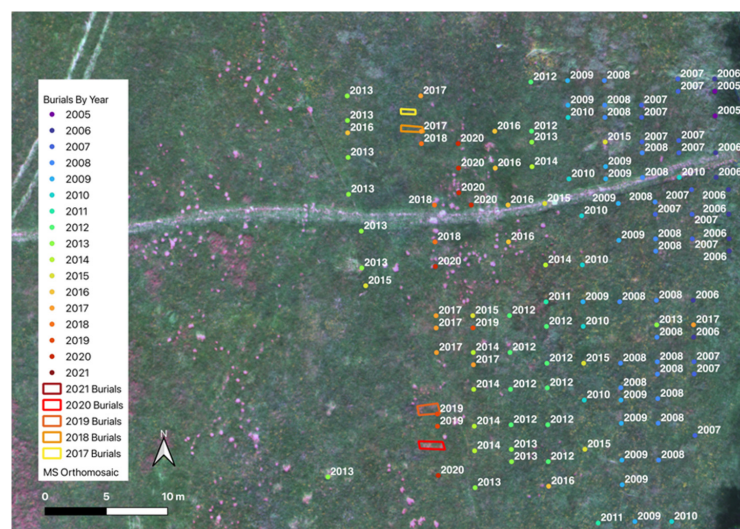 2012 2009 2008 2007 2006
2013 2017 2007 2005
Burials By Year
2005
2006
2007
2008
2009
2010
2011
2012
2013
2014
2015
2016
2017
2018
2019
2020
2021
2021 Burials
2020 Burials
2019 Burials
2018 Burials
2017 Burials
MS Orthomosaic
N
0 5 10 m
2009 2008 2007
2013 2010 2008 2007 2005
2016 2017 2016 2012
2018 2020 2013 2015 2007 2007
2013 2008 2007 2006
2020 2016 2014 2009
2010 2009 2008 2010
2013 2020
2018 2020 2016 2015 2009 2008 2007 2006
2010 2007 2006
2007
2013 2018 2016 2009 2008 2006
2008 2006
2013 2020 2014 2010
2015
2011 2009 2008 2008 2006
2017 2015 2012
2017 2019 2012 2010 2013 2017
2008 2006
2017 2014 2012
2017 2012 2015 2008 2008 2007
2008 2007
2014 2012 2012 2008
2010 2009 2008
2019
2019 2014 2012 2012 2009 2008
2007
2014 2013 2015
2013 2012 2009 2008
2013 2020
2013 2016 2009
2011 2009 2010